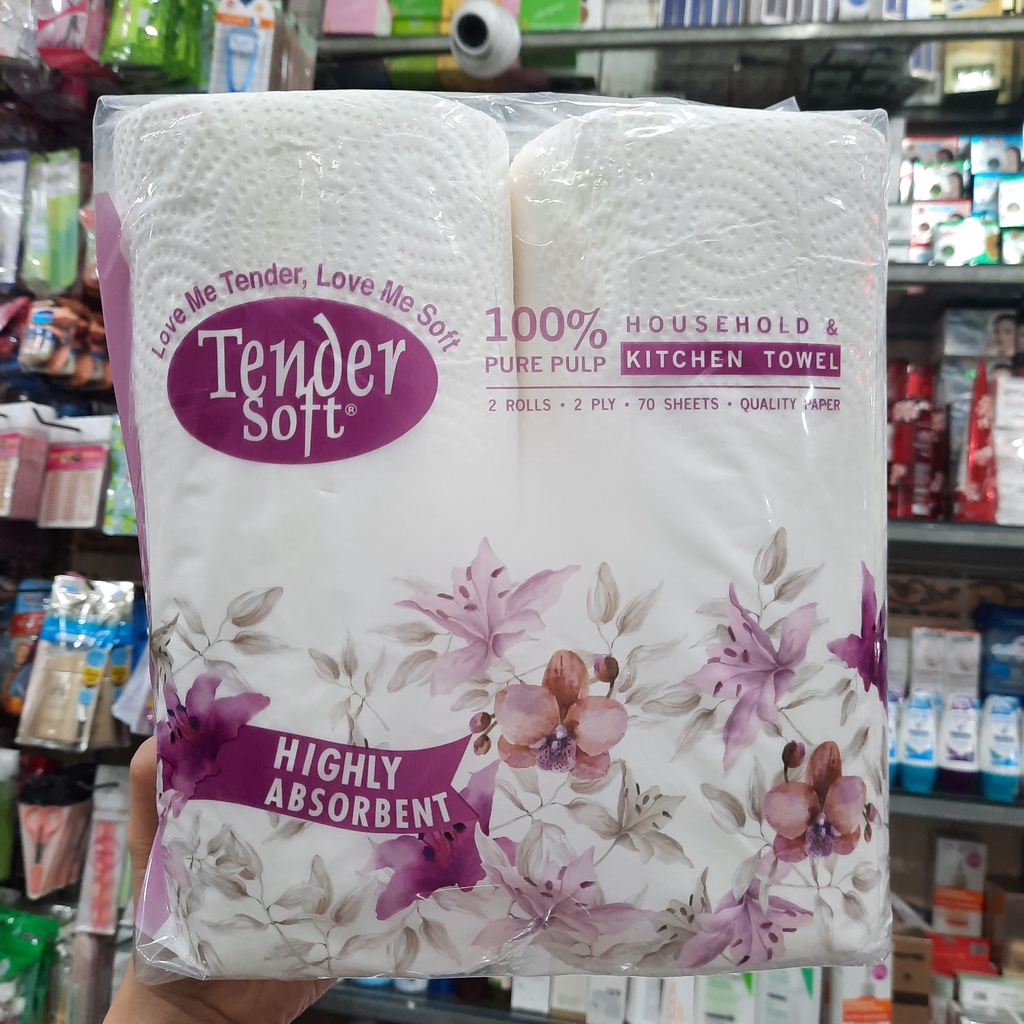 Love Me Tender, Love Me Soft
Tender
Soft®
100%
PURE PULP
HOUSEHOLD &
KITCHEN TOWEL
2 ROLLS • 2 PLY • 70 SHEETS • QUALITY PAPER
HIGHLY
ABSORBENT